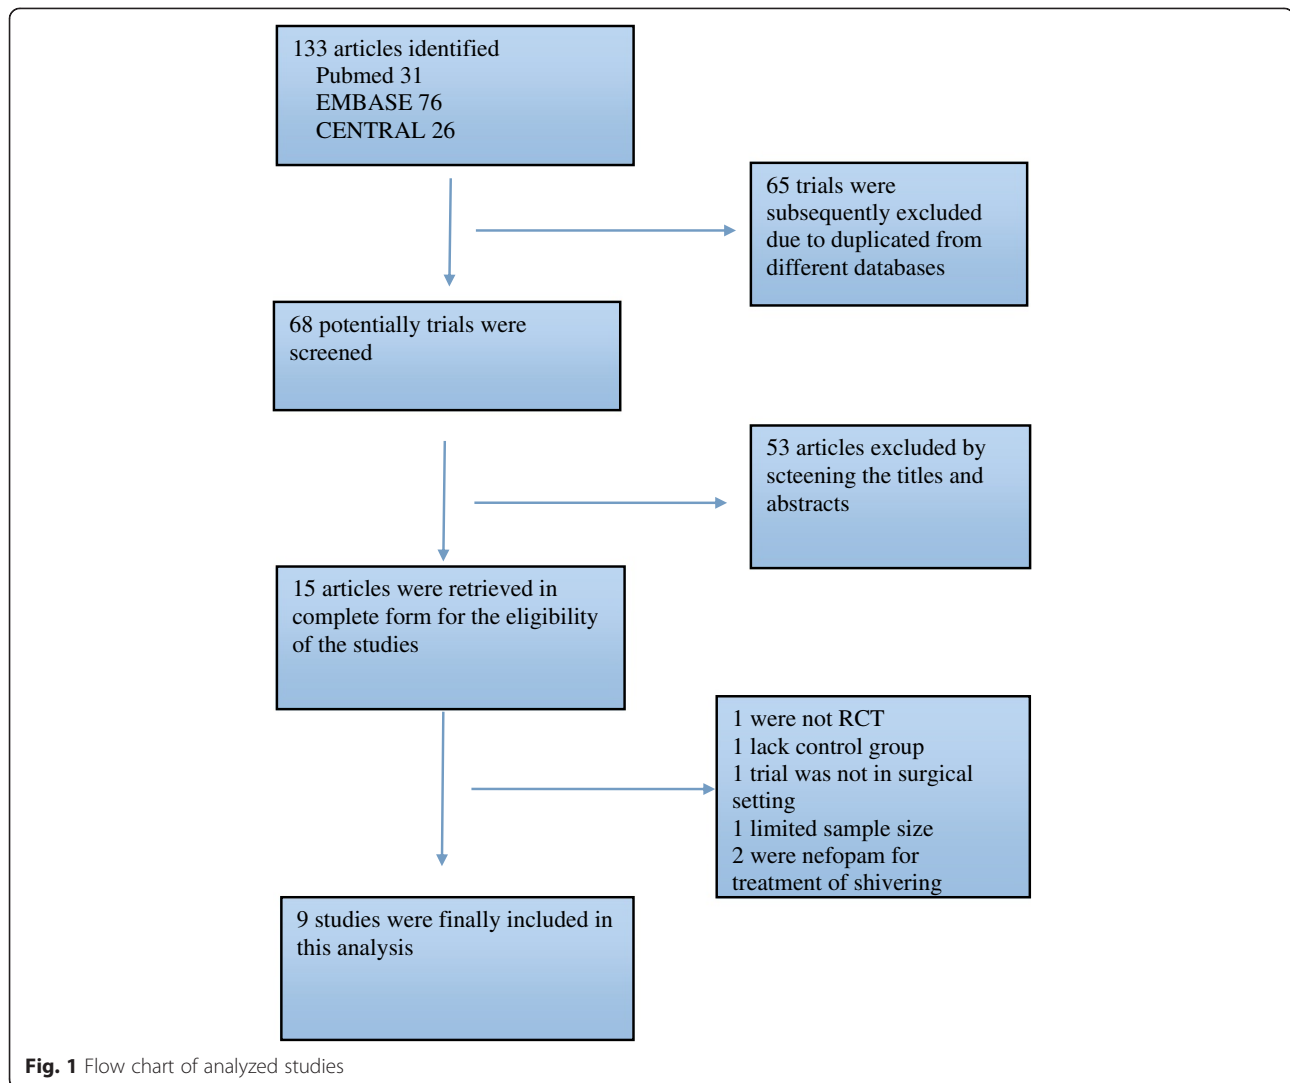 133 articles identified
Pubmed 31
EMBASE 76
CENTRAL 26
65 trials were
subsequently excluded
due to duplicated from
different databases
68 potentially trials were
screened
53 articles excluded by
scteening the titles and
abstracts
15 articles were retrieved in
complete form for the eligibility
of the studies
1 were not RCT
1 lack control group
1 trial was not in surgical
setting
1 limited sample size
2 were nefopam for
treatment of shivering
9 studies were finally included in
this analysis
Fig. 1 Flow chart of analyzed studies